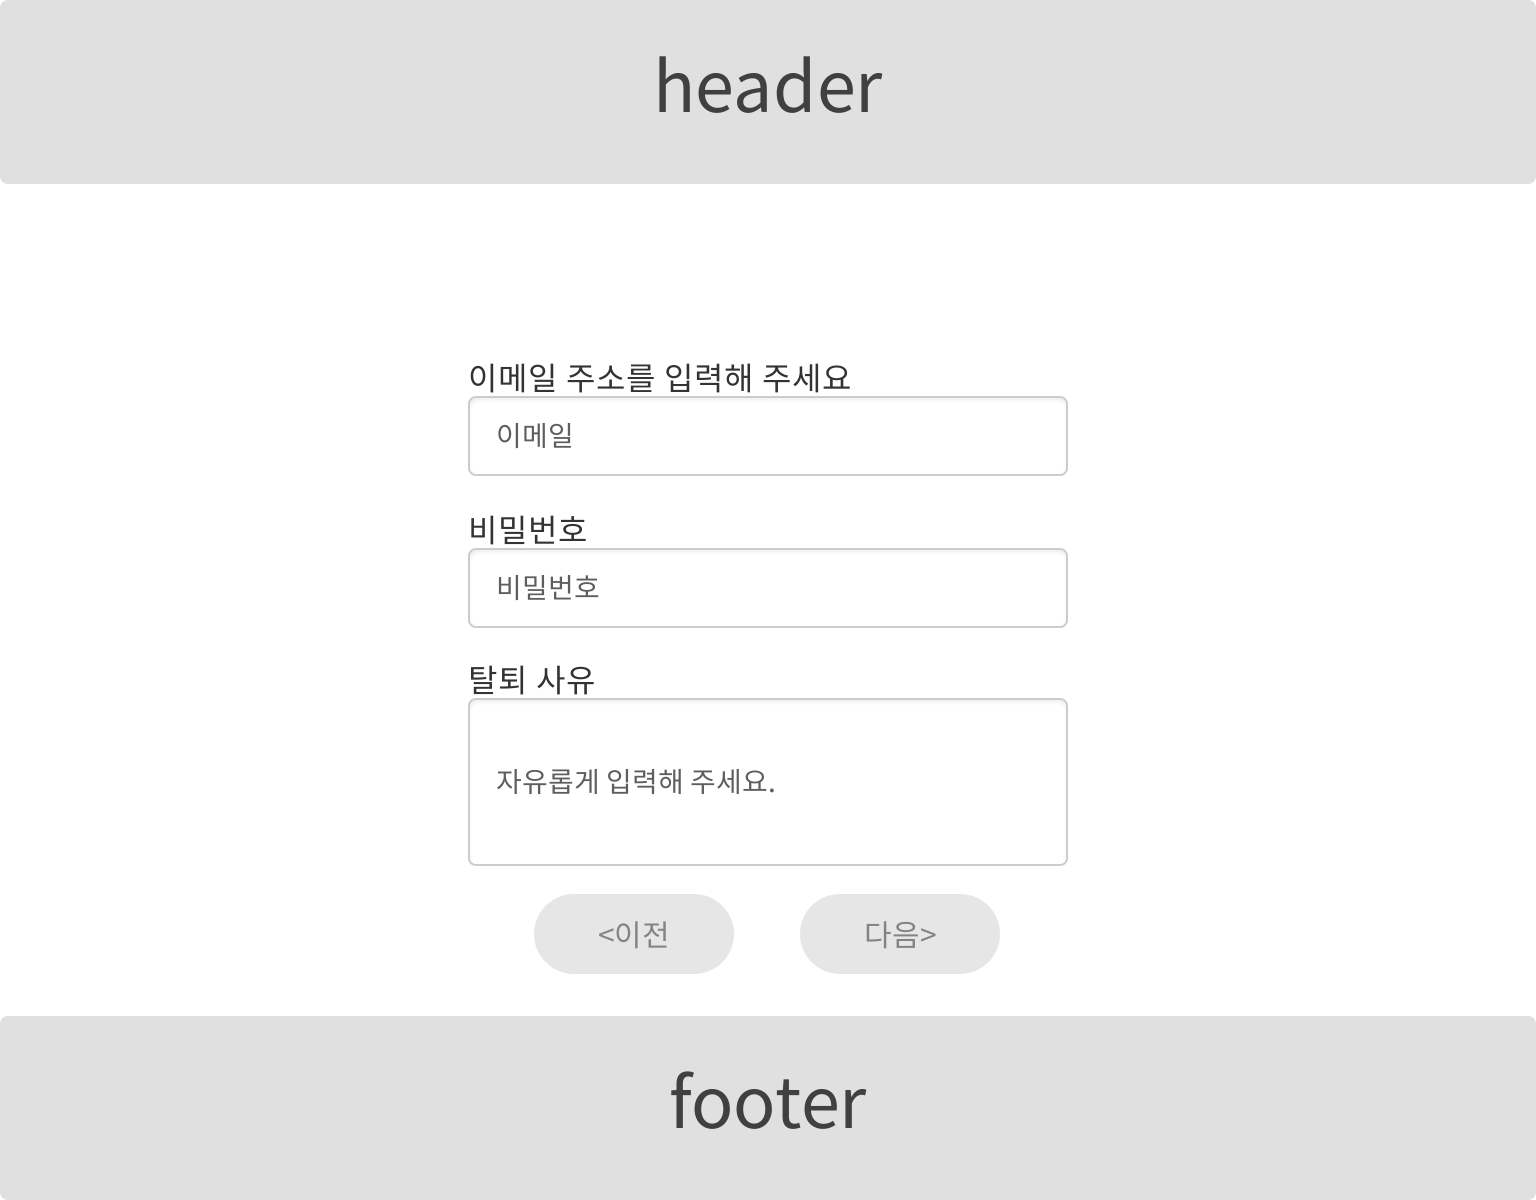 header
이메일 주소를 입력해 주세요
이메일
비밀번호
비밀번호
탈퇴 사유
자유롭게 입력해 주세요.
<이전
다음>
footer